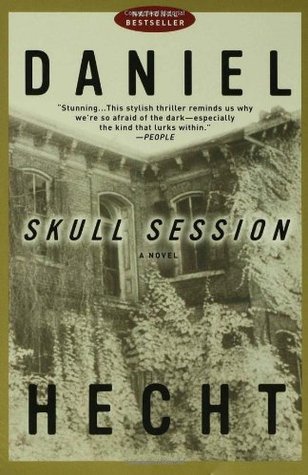 NATIONAL
BESTSELLER
DANIEL
"Stunning...This stylish thriller reminds us why
we're so afraid of the dark—especially
the kind that lurks within."
—PEOPLE
SKULL SESSION
A NOVEL
HECHT